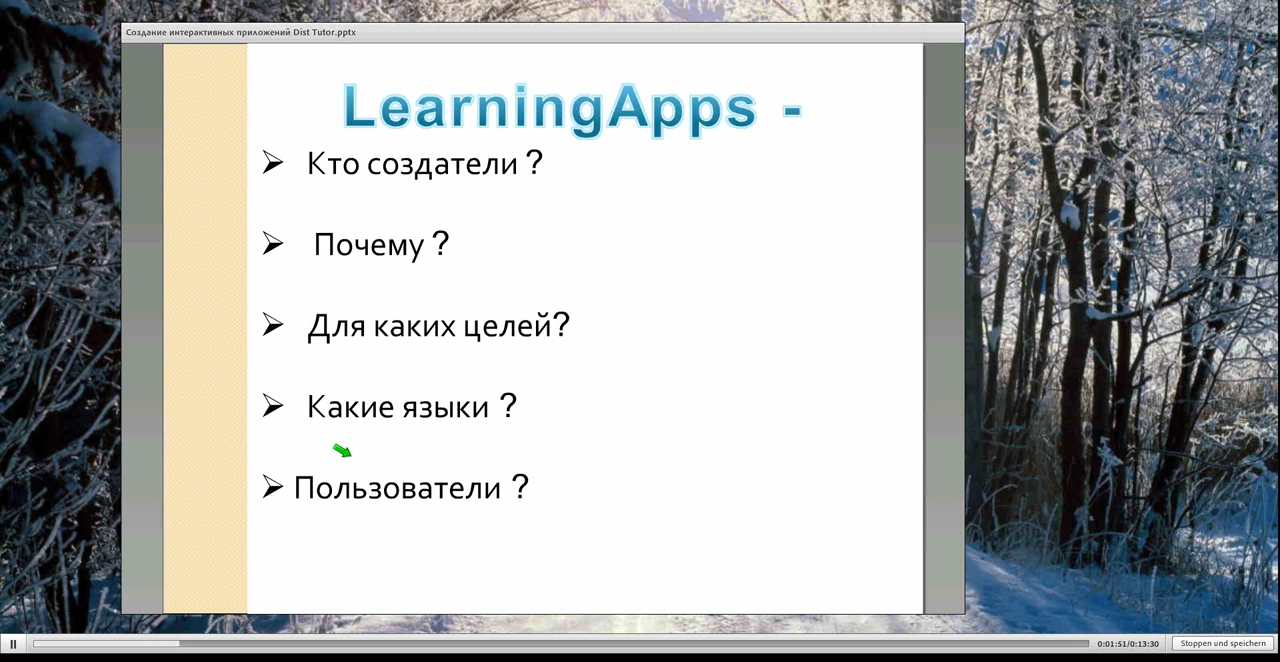 Создание интерактивных приложений Dist Tutor.pptx
LearningApps -
Кто создатели ?
Почему ?
Для каких целей?
Какие языки ?
Пользователи ?
0:01:51/0:13:30
Stoppen und speichern